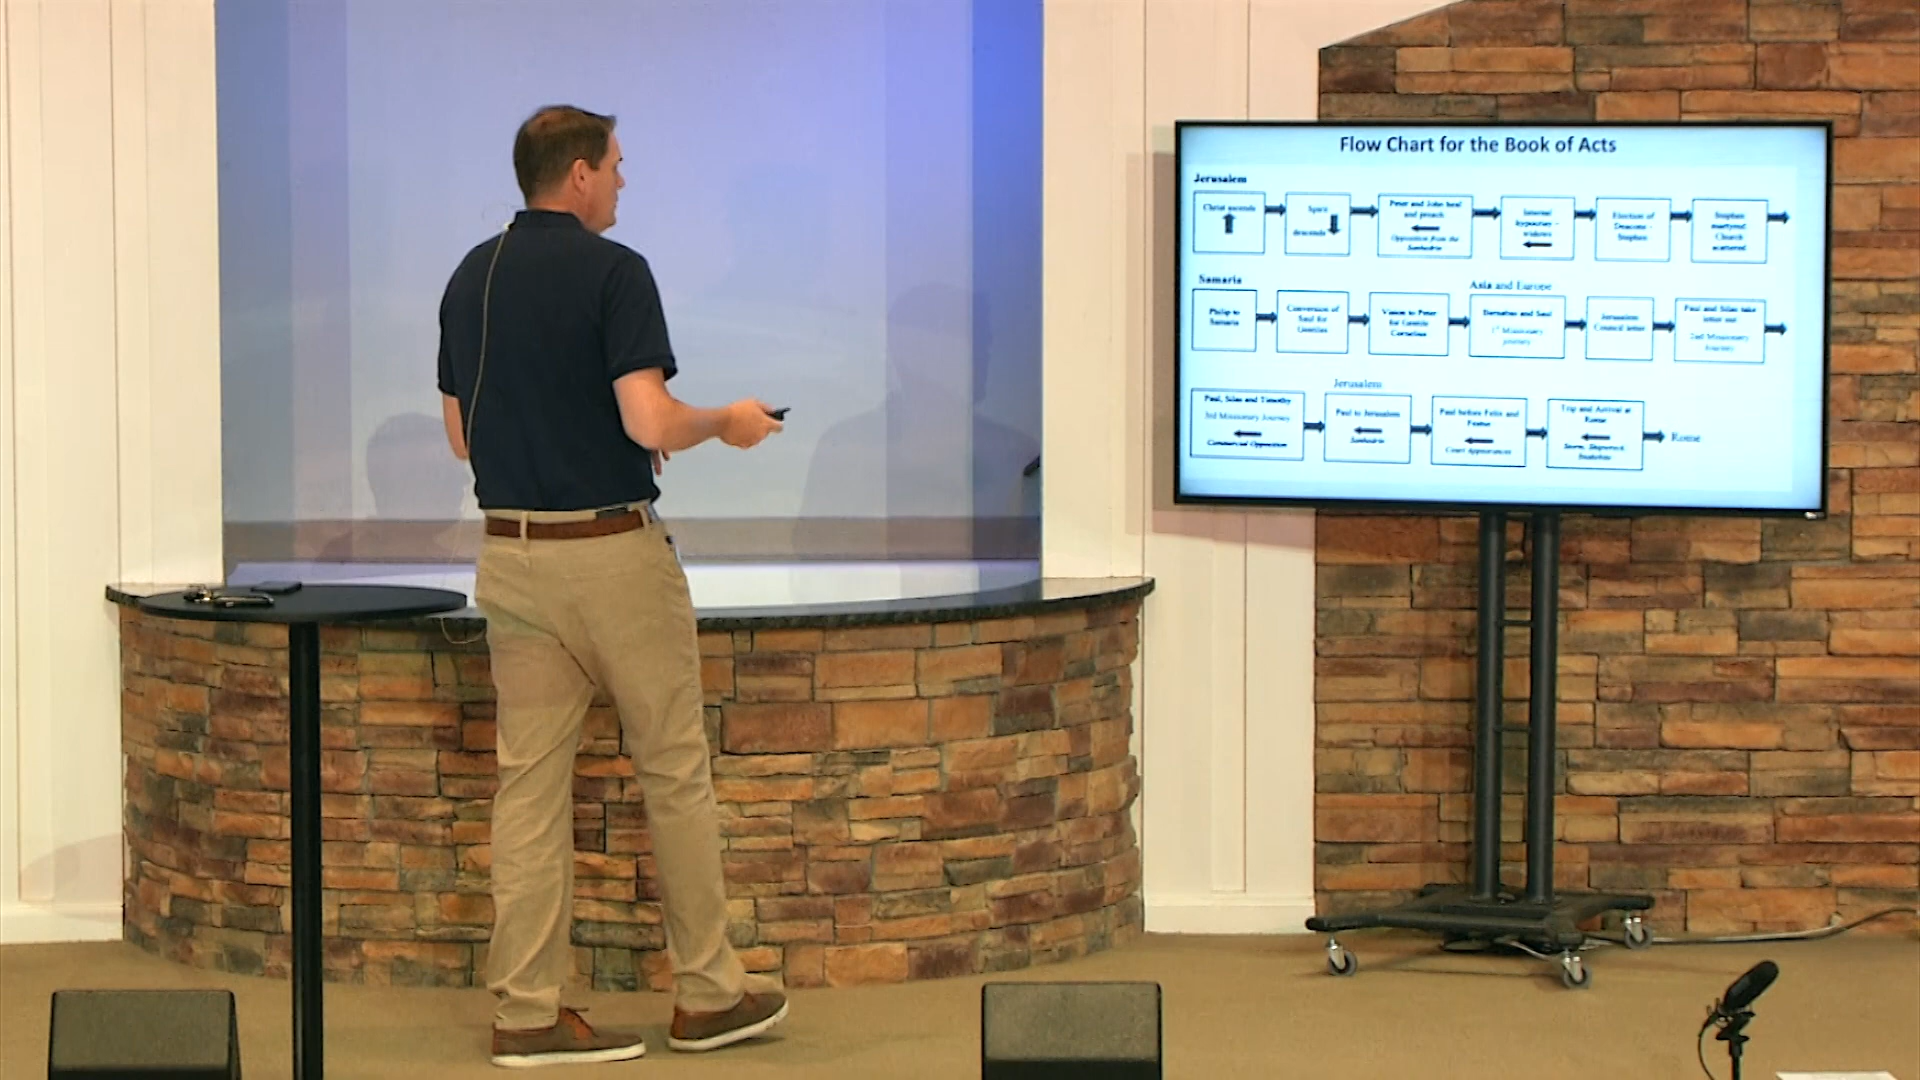 Flow Chart for the Book of Acts
Jerusalem
Christ ascends
Spirit
descends
Peter and John heal
and preach
Opposition from the
Sanhedrin
Internal
hypocrisy -
widows
Election of
Deacons -
Stephen
Stephen
martyred
Church
scattered
Samaria
Asia and Europe
Philip to
Samaria
Conversion of
Saul for
Gentiles
Vision to Peter
for Gentile
Cornelius
Barnabas and Saul
1st Missionary
journey
Jerusalem
Council letter
Paul and Silas take
letter out
2nd Missionary
Journey
Jerusalem
Paul, Silas and Timothy
3rd Missionary Journey
Commercial Opposition
Paul to Jerusalem
Sanhedrin
Paul before Felix and
Festus
Court Appearances
Trip and Arrival at
Rome
Storm, Shipwreck
Snakebite
Rome